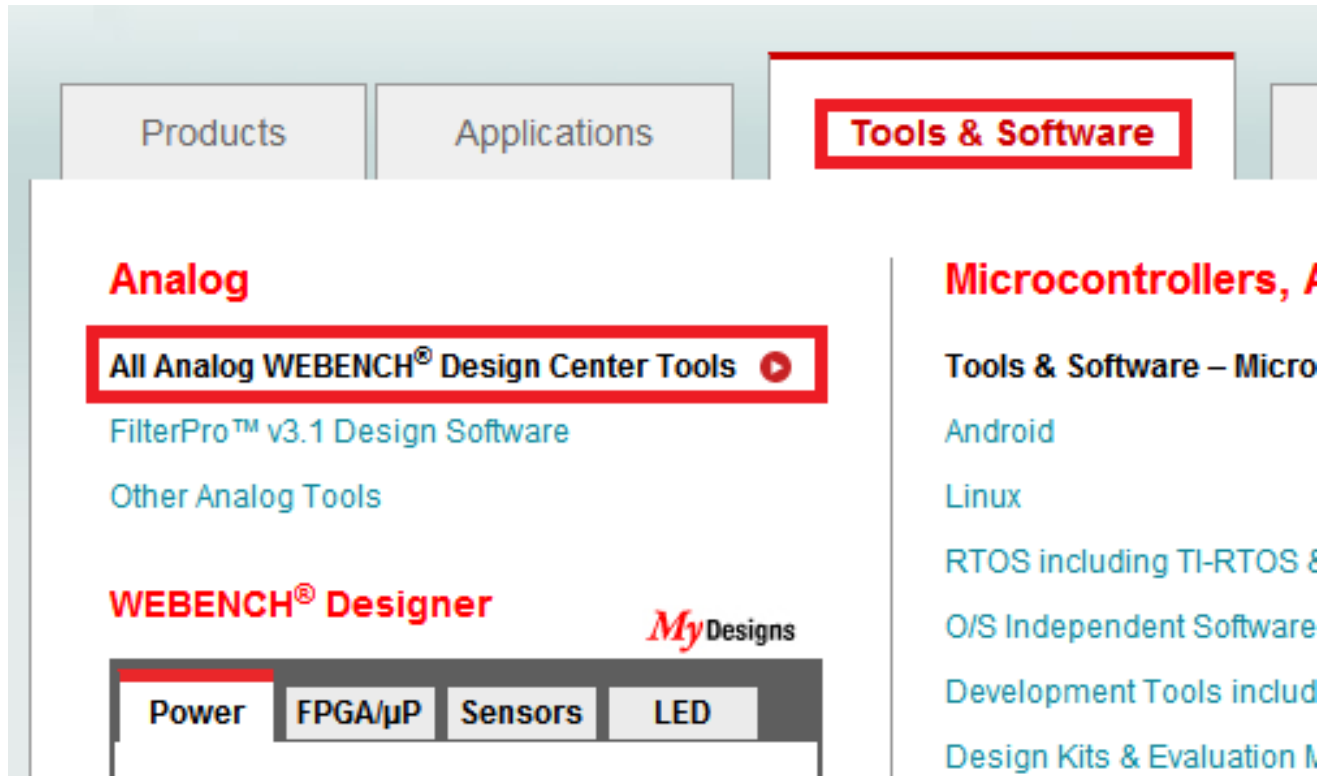 Products
Applications
Tools & Software
Analog
All Analog WEBENCH® Design Center Tools
FilterPro™ v3.1 Design Software
Other Analog Tools
WEBENCH® Designer
My Designs
Power
FPGA/µP
Sensors
LED
Microcontrollers,
Tools & Software –
Android
Linux
RTOS including TI-RTOS &
O/S Independent Software
Development Tools
Design Kits & Evaluation